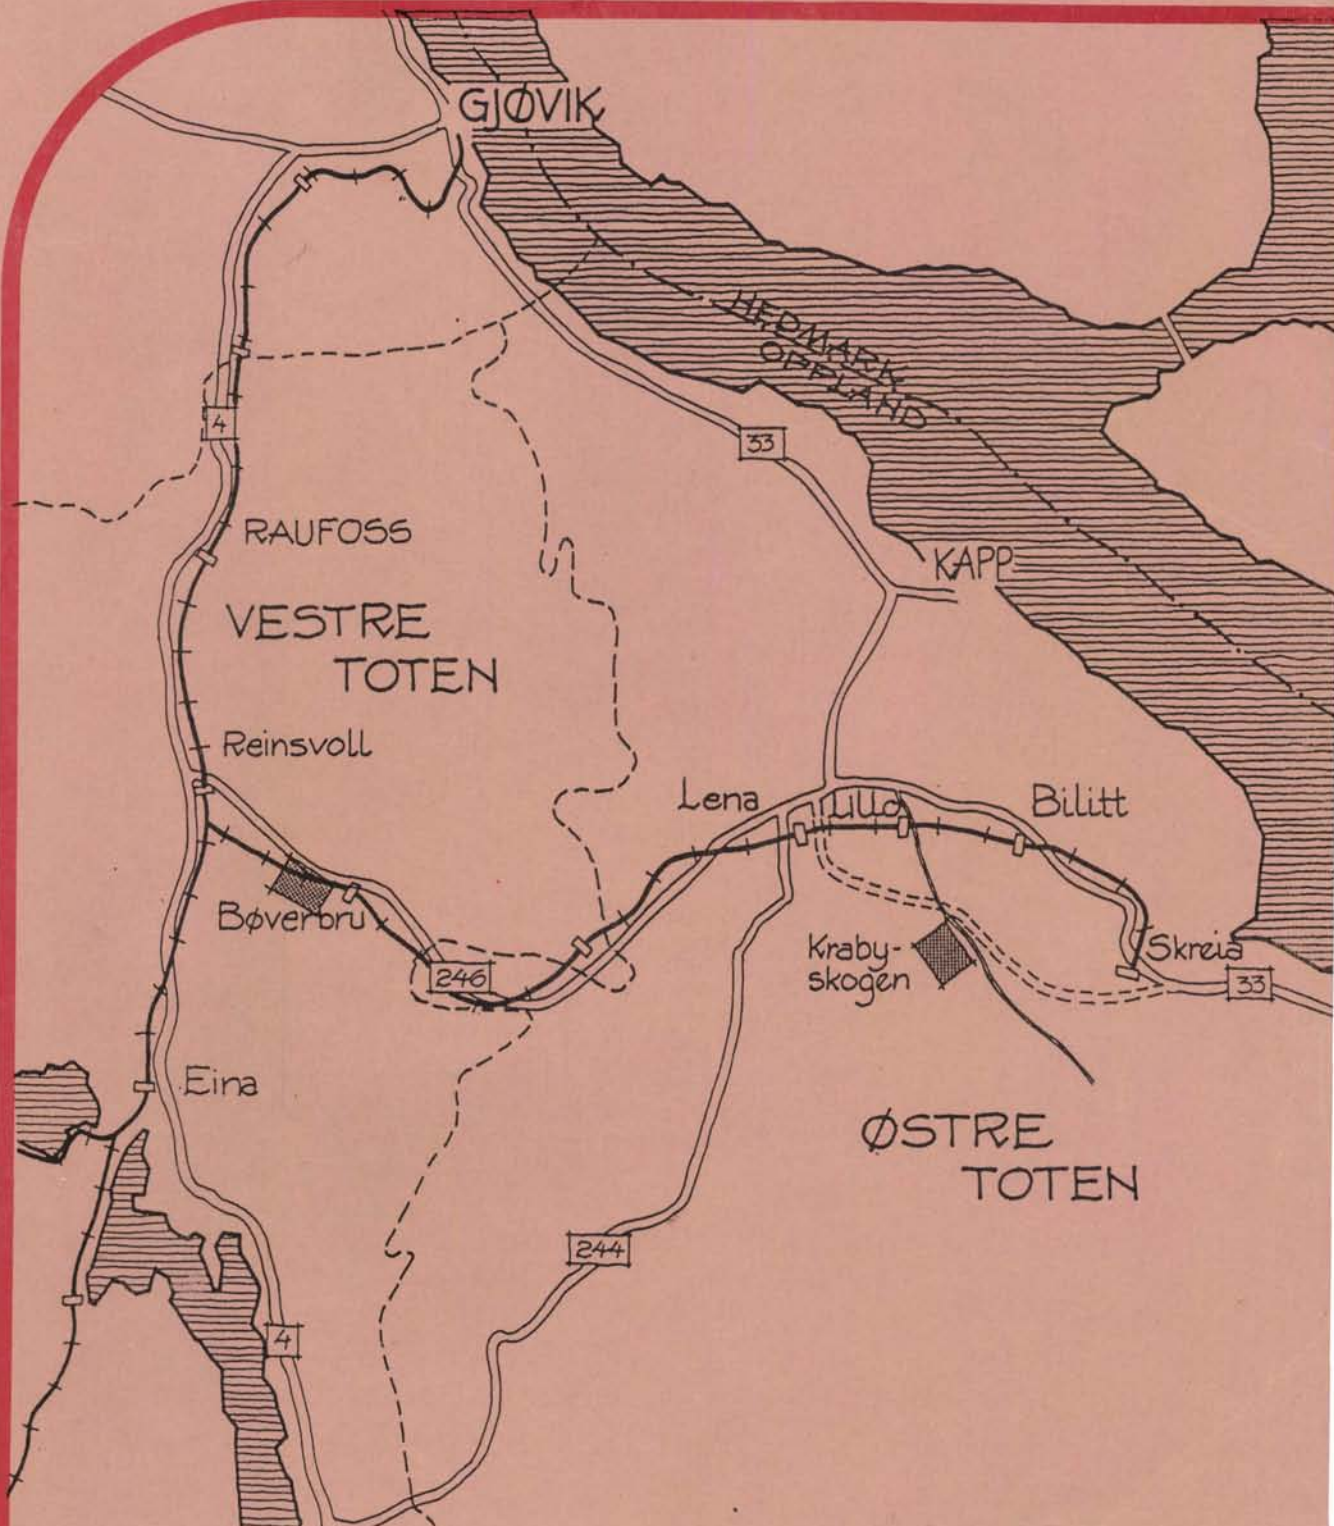 GJØVIK
HEDMARK
OPPLAND
4
33
RAUFOSS
KAPP
VESTRE
TOTEN
Reinsvoll
Lena
Lillo
Bilitt
Bøverbru
246
Kraby-
skogen
Skreia
33
Eina
ØSTRE
TOTEN
244
4